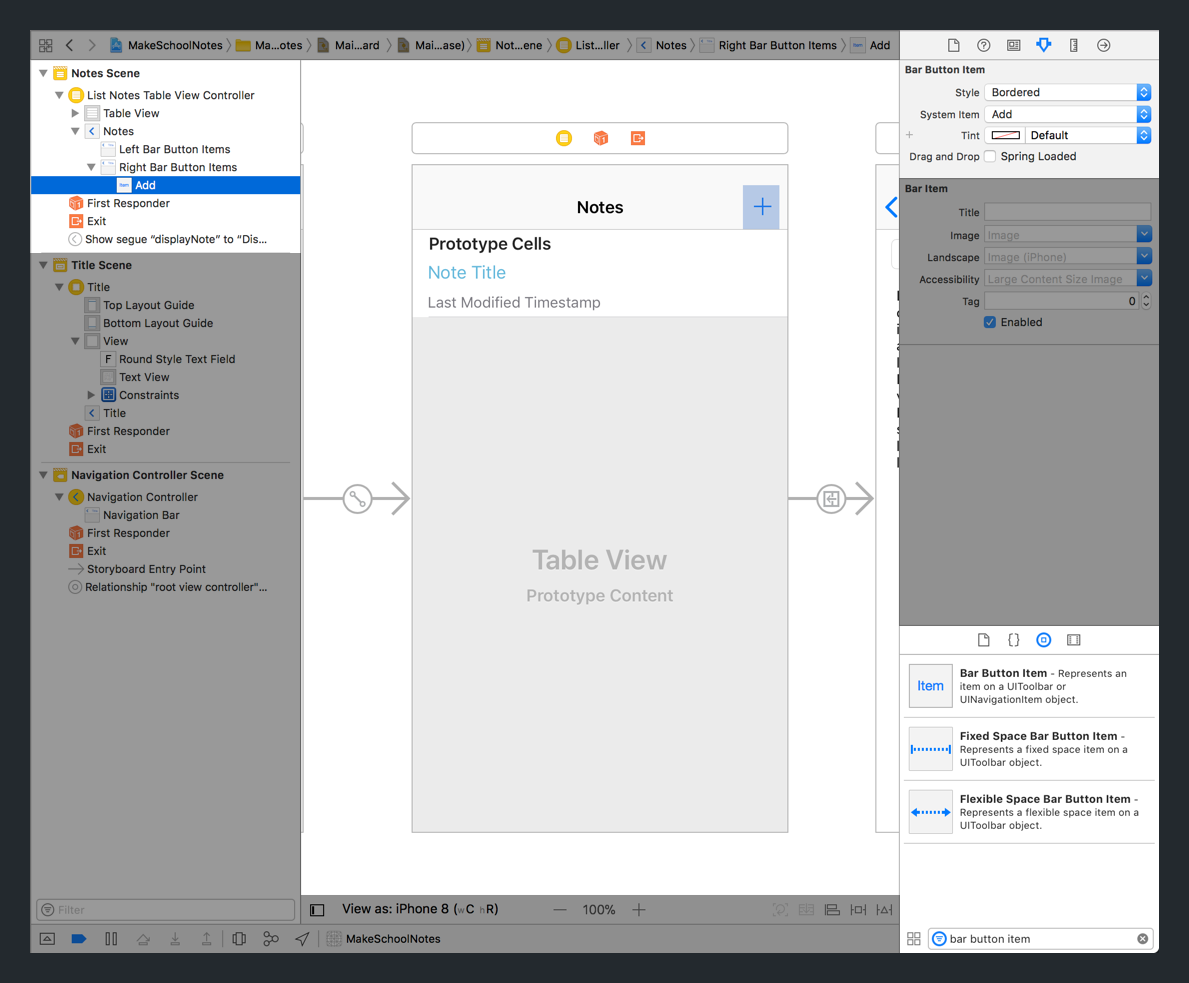 MakeSchoolNotes
Ma...otes
Mai...ard
Mai...ase)
Not...ene
List...ller
Notes
Right Bar Button Items
Add
Notes Scene
List Notes Table View Controller
Table View
Notes
Left Bar Button Items
Right Bar Button Items
Add
First Responder
Exit
Show segue “displayNote” to “Dis...
Title Scene
Title
Top Layout Guide
Bottom Layout Guide
View
F Round Style Text Field
Text View
Constraints
Title
First Responder
Exit
Navigation Controller Scene
Navigation Controller
Navigation Bar
First Responder
Exit
Storyboard Entry Point
Relationship "root view controller"...
Filter
Notes
Prototype Cells
Note Title
Last Modified Timestamp
Table View
Prototype Content
View as: iPhone 8 (wC hR)
100%
MakeSchoolNotes
Bar Button Item
Style Bordered
System Item Add
Tint Default
Drag and Drop Spring Loaded
Bar Item
Title
Image Image
Landscape Image (iPhone)
Accessibility Large Content Size Image
Tag 0
Enabled
{ }
Item
Bar Button Item - Represents an
item on a UIToolbar or
UINavigationItem object.
Fixed Space Bar Button Item -
Represents a fixed space item on a
UIToolbar object.
Flexible Space Bar Button Item -
Represents a flexible space item on a
UIToolbar object.
bar button item